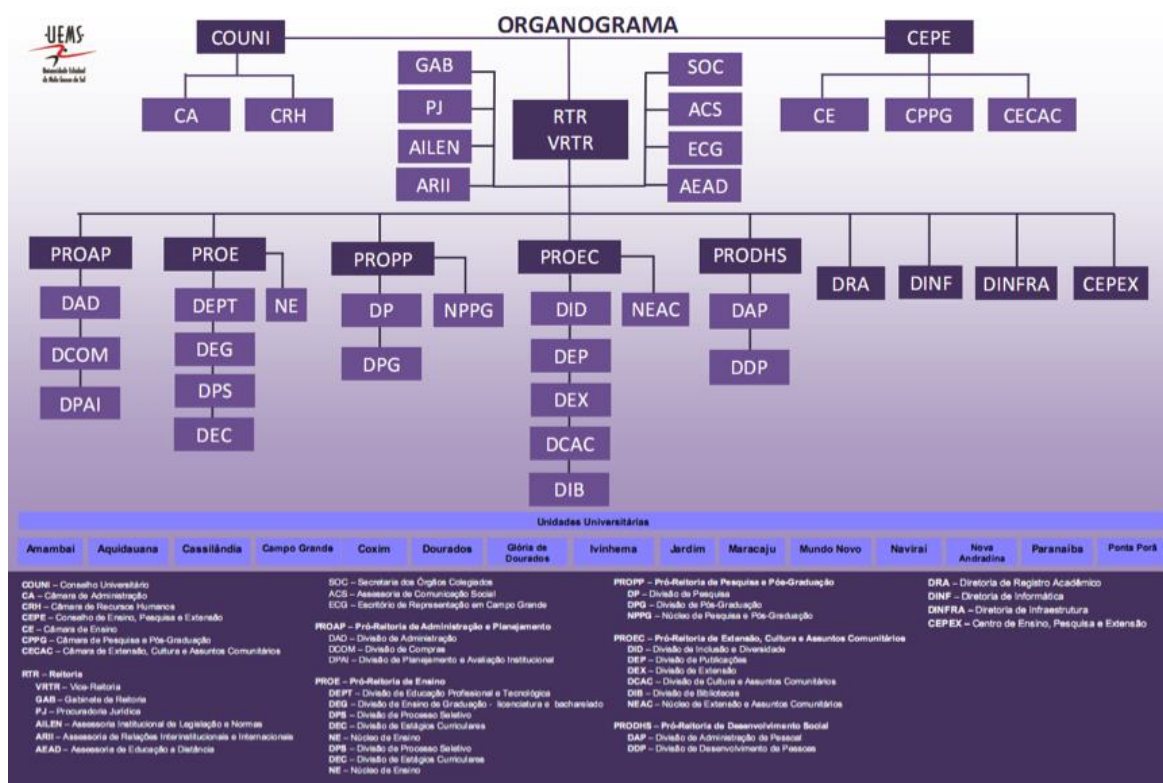 UEMS
Universidade Estadual
de Mato Grosso do Sul
ORGANOGRAMA
COUNI
CEPE
CA
CRH
GAB
PJ
AILEN
ARII
RTR
VRTR
SOC
ACS
ECG
AEAD
CE
CPPG
CECAC
PROAP
DAD
DCOM
DPAI
PROE
NE
DEPT
DEG
DPS
DEC
PROPP
DP
NPPG
DPG
PROEC
DID
NEAC
DEP
DEX
DCAC
DIB
PRODHS
DAP
DDP
DRA
DINF
DINFRA
CEPEX
Unidades Universitárias
Amambai
Aquidauana
Cassilândia
Campo Grande
Coxim
Dourados
Glória de
Dourados
Ivinhema
Jardim
Maracaju
Mundo Novo
Naviraí
Nova
Andradina
Paranaíba
Ponta Porã
COUNI – Conselho Universitário
CA – Câmara de Administração
CRH – Câmara de Recursos Humanos
CEPE – Conselho de Ensino, Pesquisa e Extensão
CE – Câmara de Ensino
CPPG – Câmara de Pesquisa e Pós-Graduação
CECAC – Câmara de Extensão, Cultura e Assuntos Comunitários
RTR – Reitoria
VRTR – Vice-Reitoria
GAB – Gabinete da Reitoria
PJ – Procuradoria Jurídica
AILEN – Assessoria Institucional de Legislação e Normas
ARII – Assessoria de Relações Interinstitucionais e Internacionais
AEAD – Assessoria de Educação a Distância
SOC – Secretaria dos Órgãos Colegiados
ACS – Assessoria de Comunicação Social
ECG – Escritório de Representação em Campo Grande
PROAP – Pró-Reitoria de Administração e Planejamento
DAD – Divisão de Administração
DCOM – Divisão de Compras
DPAI – Divisão de Planejamento e Avaliação Institucional
PROE – Pró-Reitoria de Ensino
DEPT – Divisão de Educação Profissional e Tecnológica
DEG – Divisão de Ensino de Graduação - licenciatura e bacharelado
DPS – Divisão de Processo Seletivo
DEC – Divisão de Estágios Curriculares
NE – Núcleo de Ensino
DPS – Divisão de Processo Seletivo
DEC – Divisão de Estágios Curriculares
NE – Núcleo de Ensino
PROPP – Pró-Reitoria de Pesquisa e Pós-Graduação
DP – Divisão de Pesquisa
DPG – Divisão de Pós-Graduação
NPPG – Núcleo de Pesquisa e Pós-Graduação
PROEC – Pró-Reitoria de Extensão, Cultura e Assuntos Comunitários
DID – Divisão de Inclusão e Diversidade
DEP – Divisão de Publicações
DEX – Divisão de Extensão
DCAC – Divisão de Cultura e Assuntos Comunitários
DIB – Divisão de Bibliotecas
NEAC – Núcleo de Extensão e Assuntos Comunitários
PRODHS – Pró-Reitoria de Desenvolvimento Social
DAP – Divisão de Administração de Pessoal
DDP – Divisão de Desenvolvimento de Pessoas
DRA – Diretoria de Registro Acadêmico
DINF – Diretoria de Informática
DINFRA – Diretoria de Infraestrutura
CEPEX – Centro de Ensino, Pesquisa e Extensão